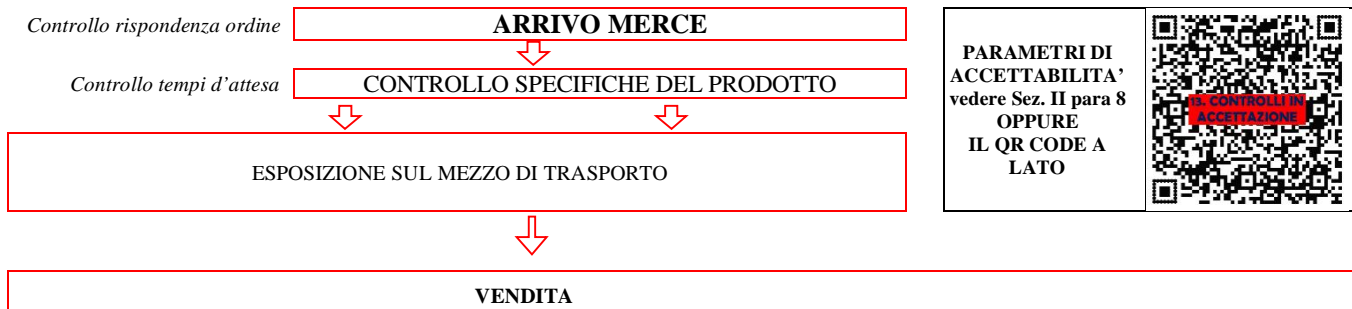 Controllo rispondenza ordine
ARRIVO MERCE
Controllo tempi d'attesa
CONTROLLO SPECIFICHE DEL PRODOTTO
ESPOSIZIONE SUL MEZZO DI TRASPORTO
PARAMETRI DI
ACCETTABILITA'
vedere Sez. II para 8
OPPURE
IL QR CODE A
LATO
13. CONTROLLI IN
ACCETTAZIONE
VENDITA